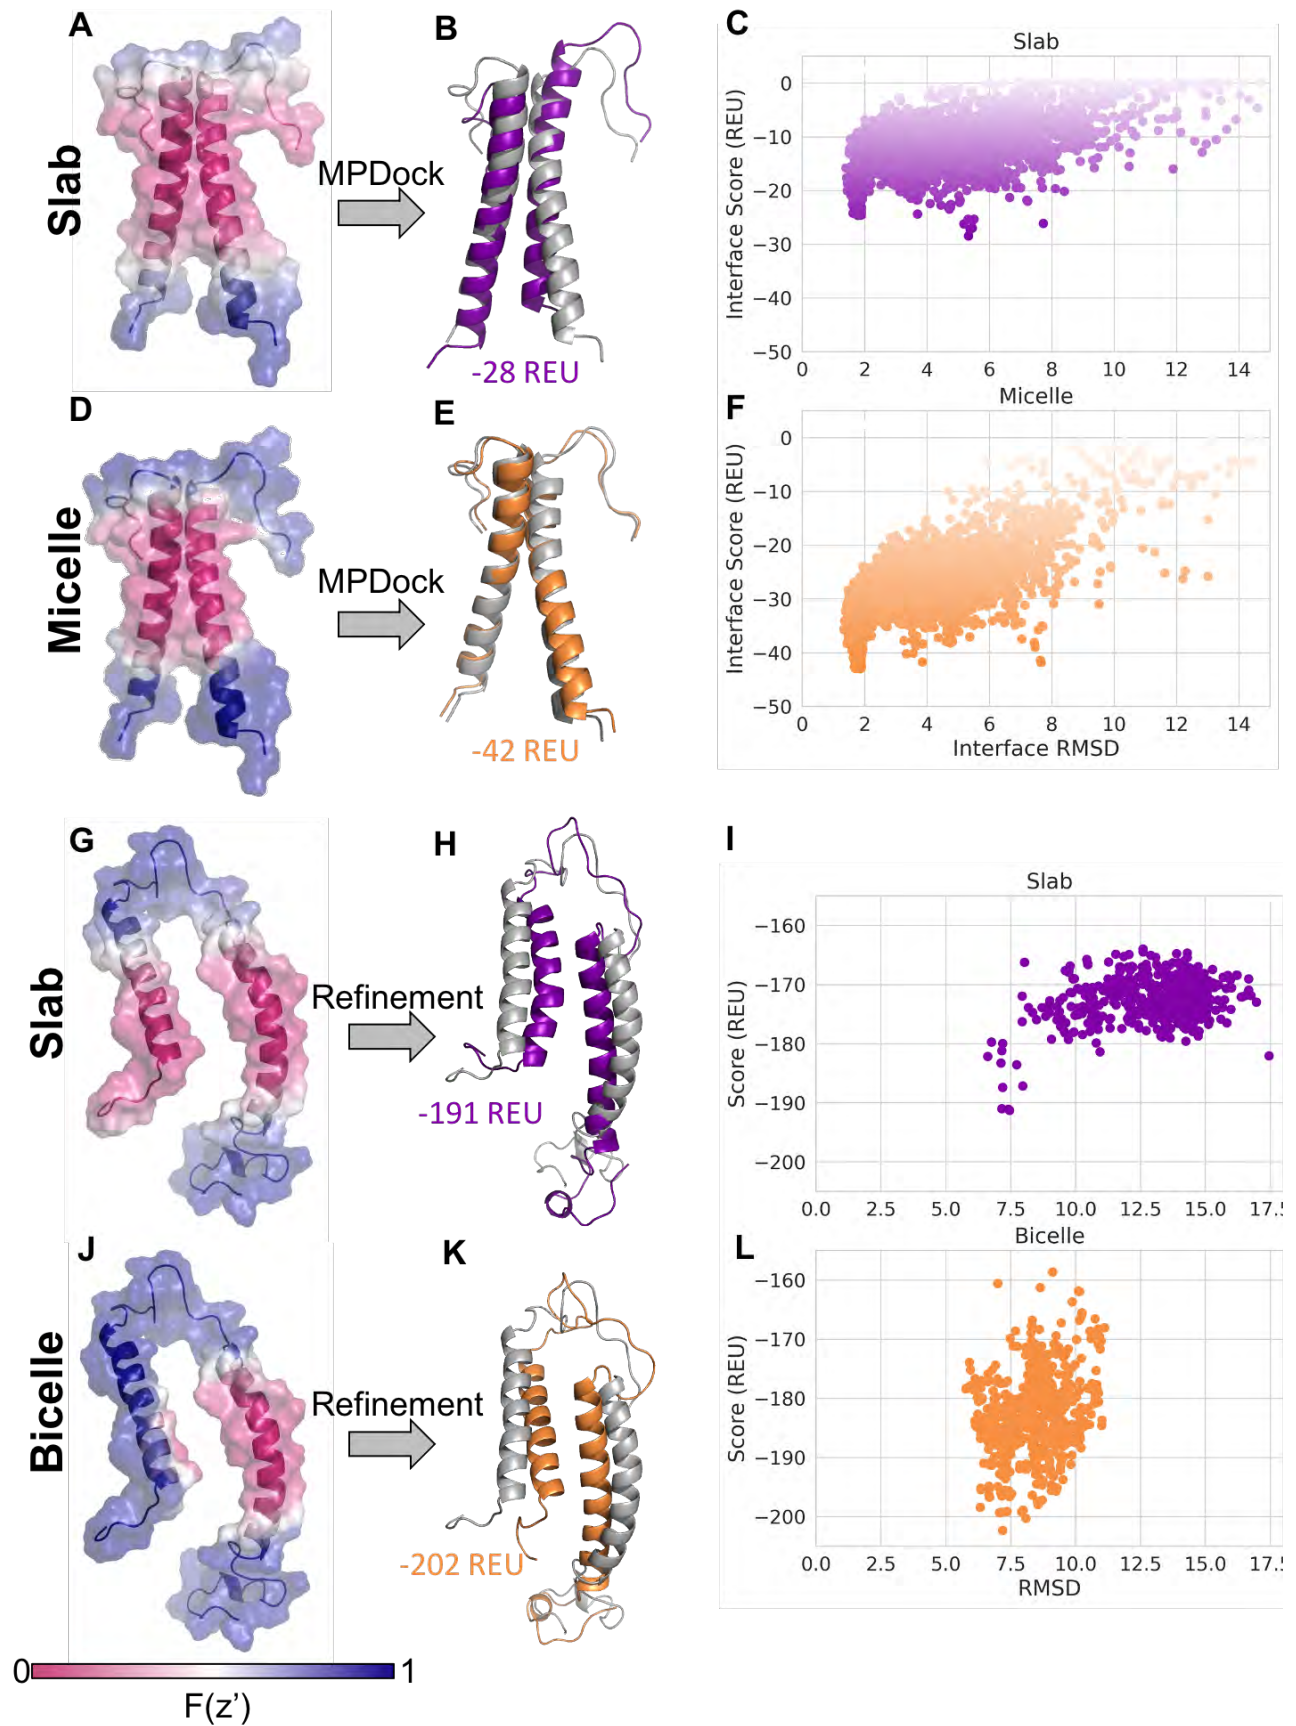 A
B
C
Slab
Slab
MPDock
-28 REU
Interface Score (REU)
0
−10
−20
−30
−40
−50
0 2 4 6 8 10 12 14
D
E
F
Micelle
Micelle
MPDock
-42 REU
Interface Score (REU)
0
−10
−20
−30
−40
−50
0 2 4 6 8 10 12 14
Interface RMSD
G
H
I
Slab
Slab
Refinement
-191 REU
Score (REU)
−160
−170
−180
−190
−200
0.0 2.5 5.0 7.5 10.0 12.5 15.0 17.5
J
K
L
Bicelle
Bicelle
Refinement
-202 REU
Score (REU)
−160
−170
−180
−190
−200
0.0 2.5 5.0 7.5 10.0 12.5 15.0 17.5
RMSD
0 1
F(z’)